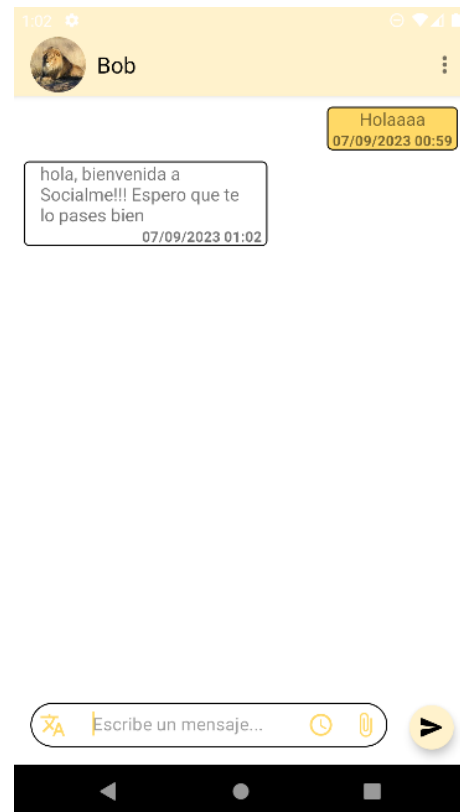 1:02
Bob
Holaaaa
07/09/2023 00:59
hola, bienvenida a
Socialme!!! Espero que te
lo pases bien
07/09/2023 01:02
Escribe un mensaje...